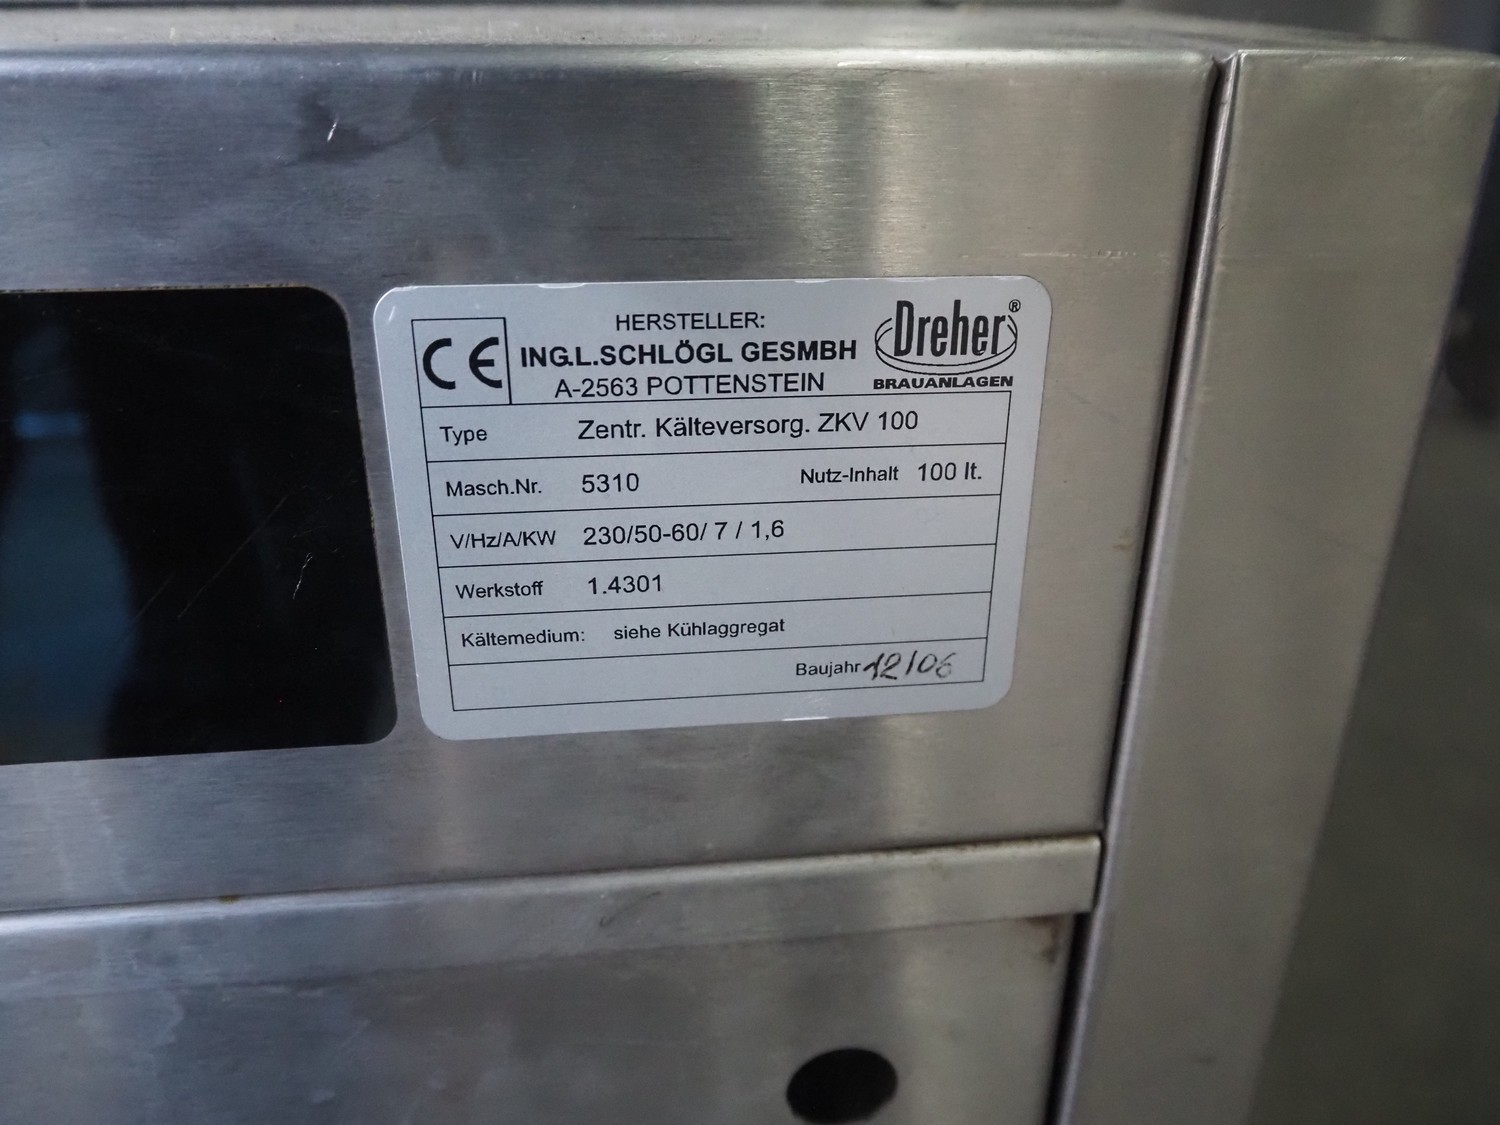 CE
HERSTELLER:
ING.L.SCHLÖGL GESMBH
A-2563 POTTENSTEIN
Dreher®
BRAUANLAGEN
Type Zentr. Kälteversorg. ZKV 100
Masch.Nr. 5310 Nutz-Inhalt 100 lt.
V/Hz/A/KW 230/50-60/ 7 / 1,6
Werkstoff 1.4301
Kältemedium: siehe Kühlaggregat
Baujahr 12/06